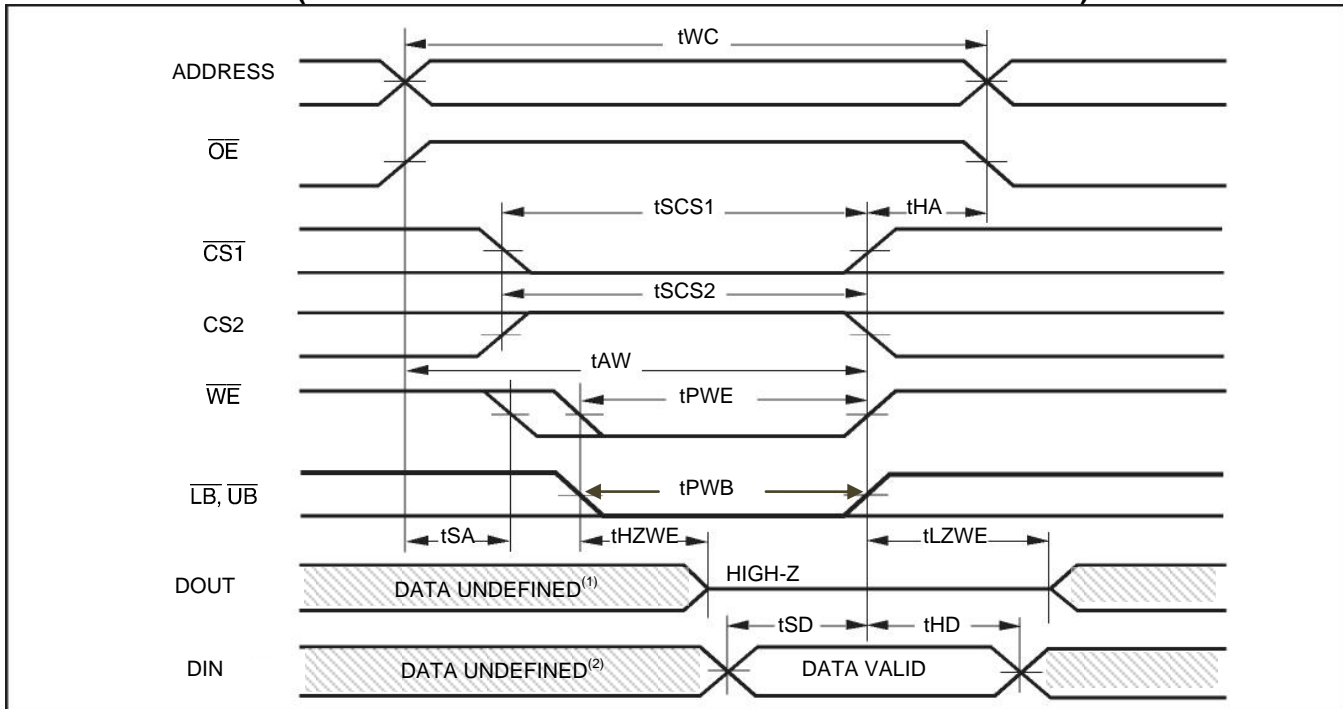 tWC
ADDRESS
OE
tSCS1
tHA
CS1
tSCS2
CS2
tAW
WE
tPWE
LB, UB
tPWB
tSA
tHZWE
tLZWE
DOUT
DATA UNDEFINED(1)
HIGH-Z
tSD
tHD
DIN
DATA UNDEFINED(2)
DATA VALID